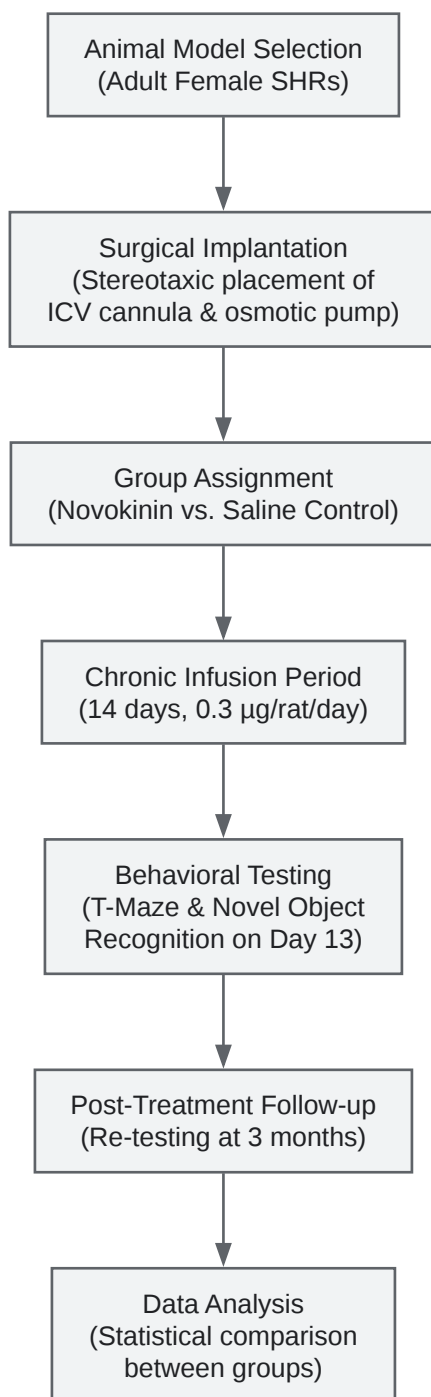 Animal Model Selection
(Adult Female SHRs)
Surgical Implantation
(Stereotaxic placement of
ICV cannula & osmotic pump)
Group Assignment
(Novokinin vs. Saline Control)
Chronic Infusion Period
(14 days, 0.3 µg/rat/day)
Behavioral Testing
(T-Maze & Novel Object
Recognition on Day 13)
Post-Treatment Follow-up
(Re-testing at 3 months)
Data Analysis
(Statistical comparison
between groups)